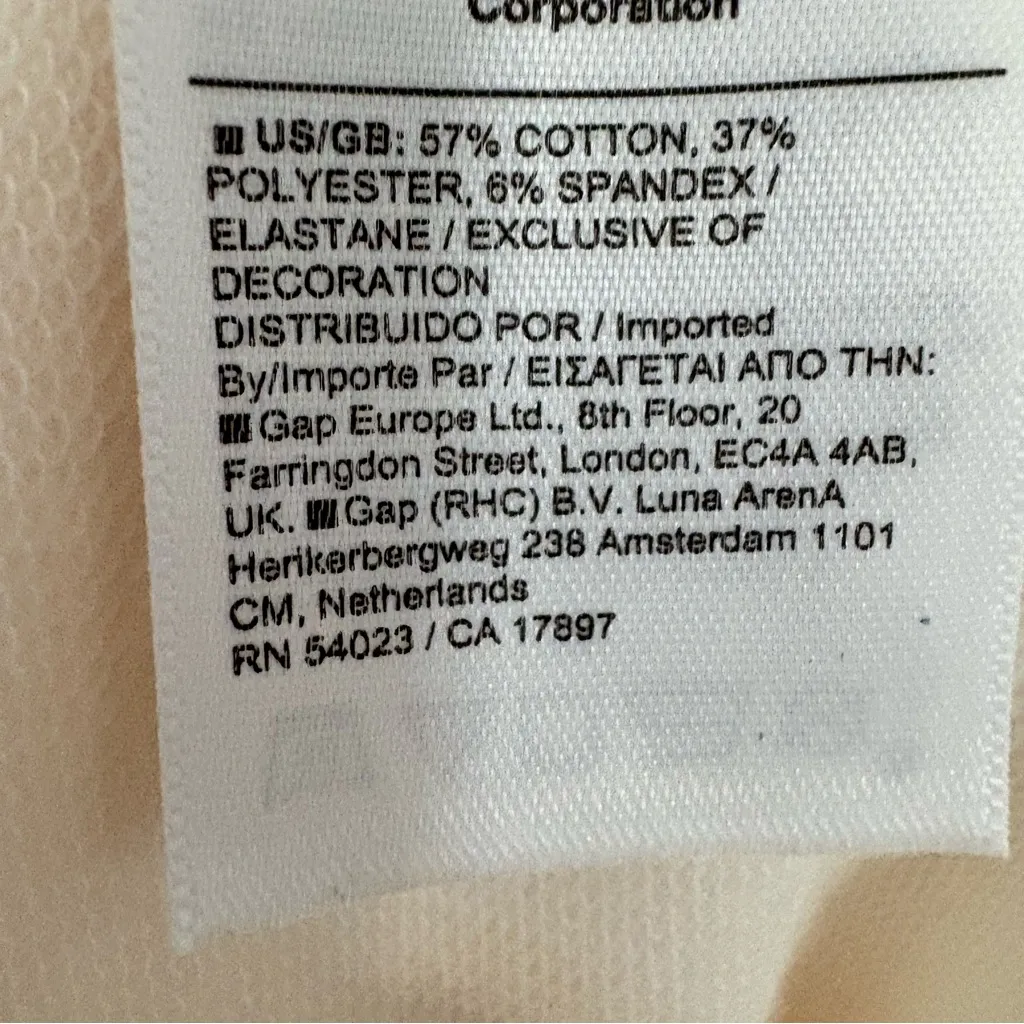 Corporation
US/GB: 57% COTTON, 37%
POLYESTER, 6% SPANDEX /
ELASTANE / EXCLUSIVE OF
DECORATION
DISTRIBUIDO POR / Imported
By/Importe Par / ΕΙΣΑΓΕΤΑΙ ΑΠΟ ΤΗΝ:
Gap Europe Ltd., 8th Floor, 20
Farringdon Street, London, EC4A 4AB,
UK. Gap (RHC) B.V. Luna ArenA
Herikerbergweg 238 Amsterdam 1101
CM, Netherlands
RN 54023 / CA 17897